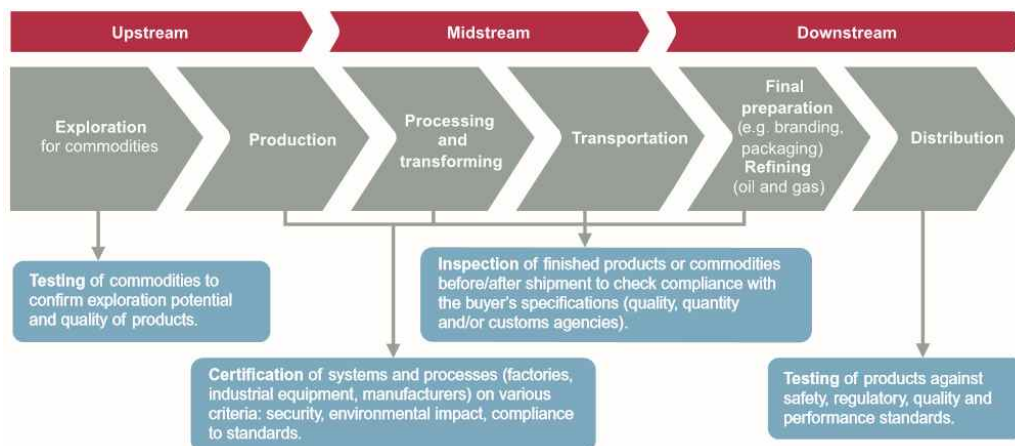 Upstream
Midstream
Downstream
Exploration
for commodities
Production
Processing
and
transforming
Transportation
Final
preparation
(e.g. branding,
packaging)
Refining
(oil and gas)
Distribution
Testing of commodities to
confirm exploration potential
and quality of products.
Inspection of finished products or commodities
before/after shipment to check compliance with
the buyer's specifications (quality, quantity
and/or customs agencies).
Certification of systems and processes (factories,
industrial equipment, manufacturers) on various
criteria: security, environmental impact, compliance
to standards.
Testing of products against
safety, regulatory, quality and
performance standards.